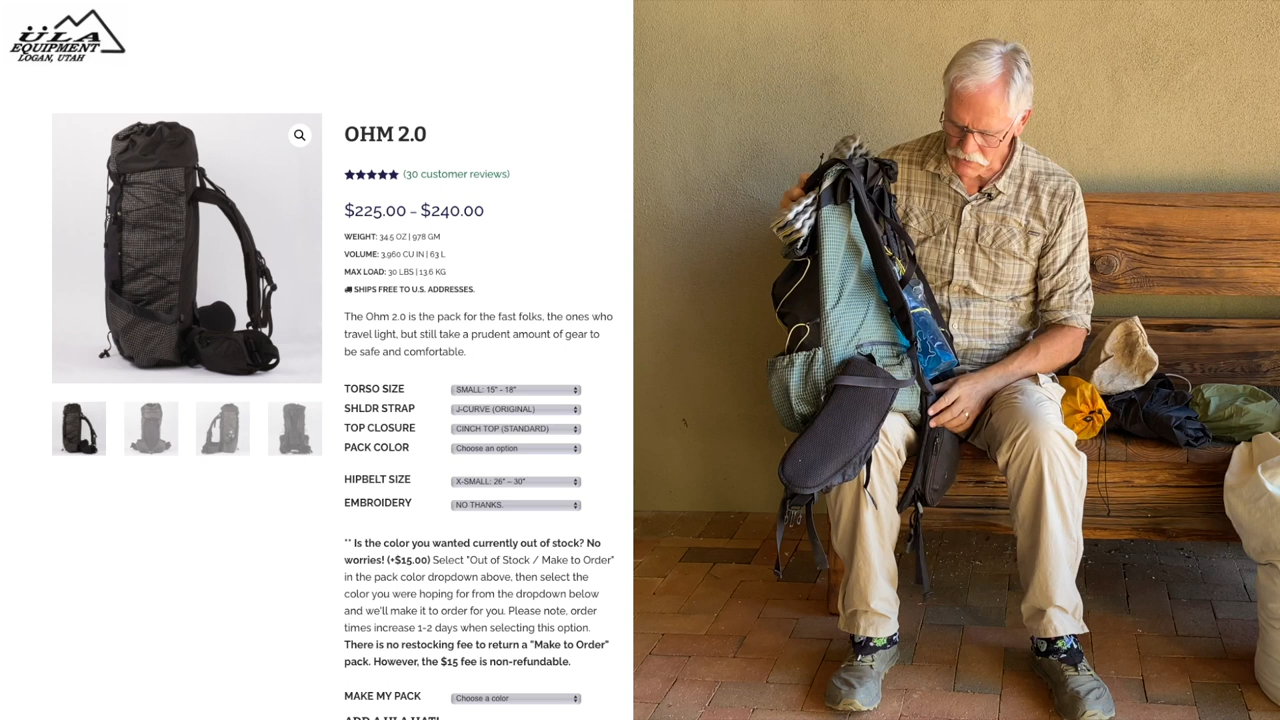 ÜLA
EQUIPMENT
LOGAN, UTAH
OHM 2.0
(30 customer reviews)
$225.00 – $240.00
WEIGHT: 34.5 OZ | 978 GM
VOLUME: 3,960 CU IN | 63 L
MAX LOAD: 30 LBS | 13.6 KG
SHIPS FREE TO U.S. ADDRESSES.
The Ohm 2.0 is the pack for the fast folks, the ones who
travel light, but still take a prudent amount of gear to
be safe and comfortable.
TORSO SIZE SMALL: 15" - 18"
SHLDR STRAP J-CURVE (ORIGINAL)
TOP CLOSURE CINCH TOP (STANDARD)
PACK COLOR Choose an option
HIPBELT SIZE X-SMALL: 26" – 30"
EMBROIDERY NO THANKS.
** Is the color you wanted currently out of stock? No
worries! (+$15.00) Select "Out of Stock / Make to Order"
in the pack color dropdown above, then select the
color you were hoping for from the dropdown below
and we'll make it to order for you. Please note, order
times increase 1-2 days when selecting this option.
There is no restocking fee to return a "Make to Order"
pack. However, the $15 fee is non-refundable.
MAKE MY PACK Choose a color
ADD A ULA HAT!